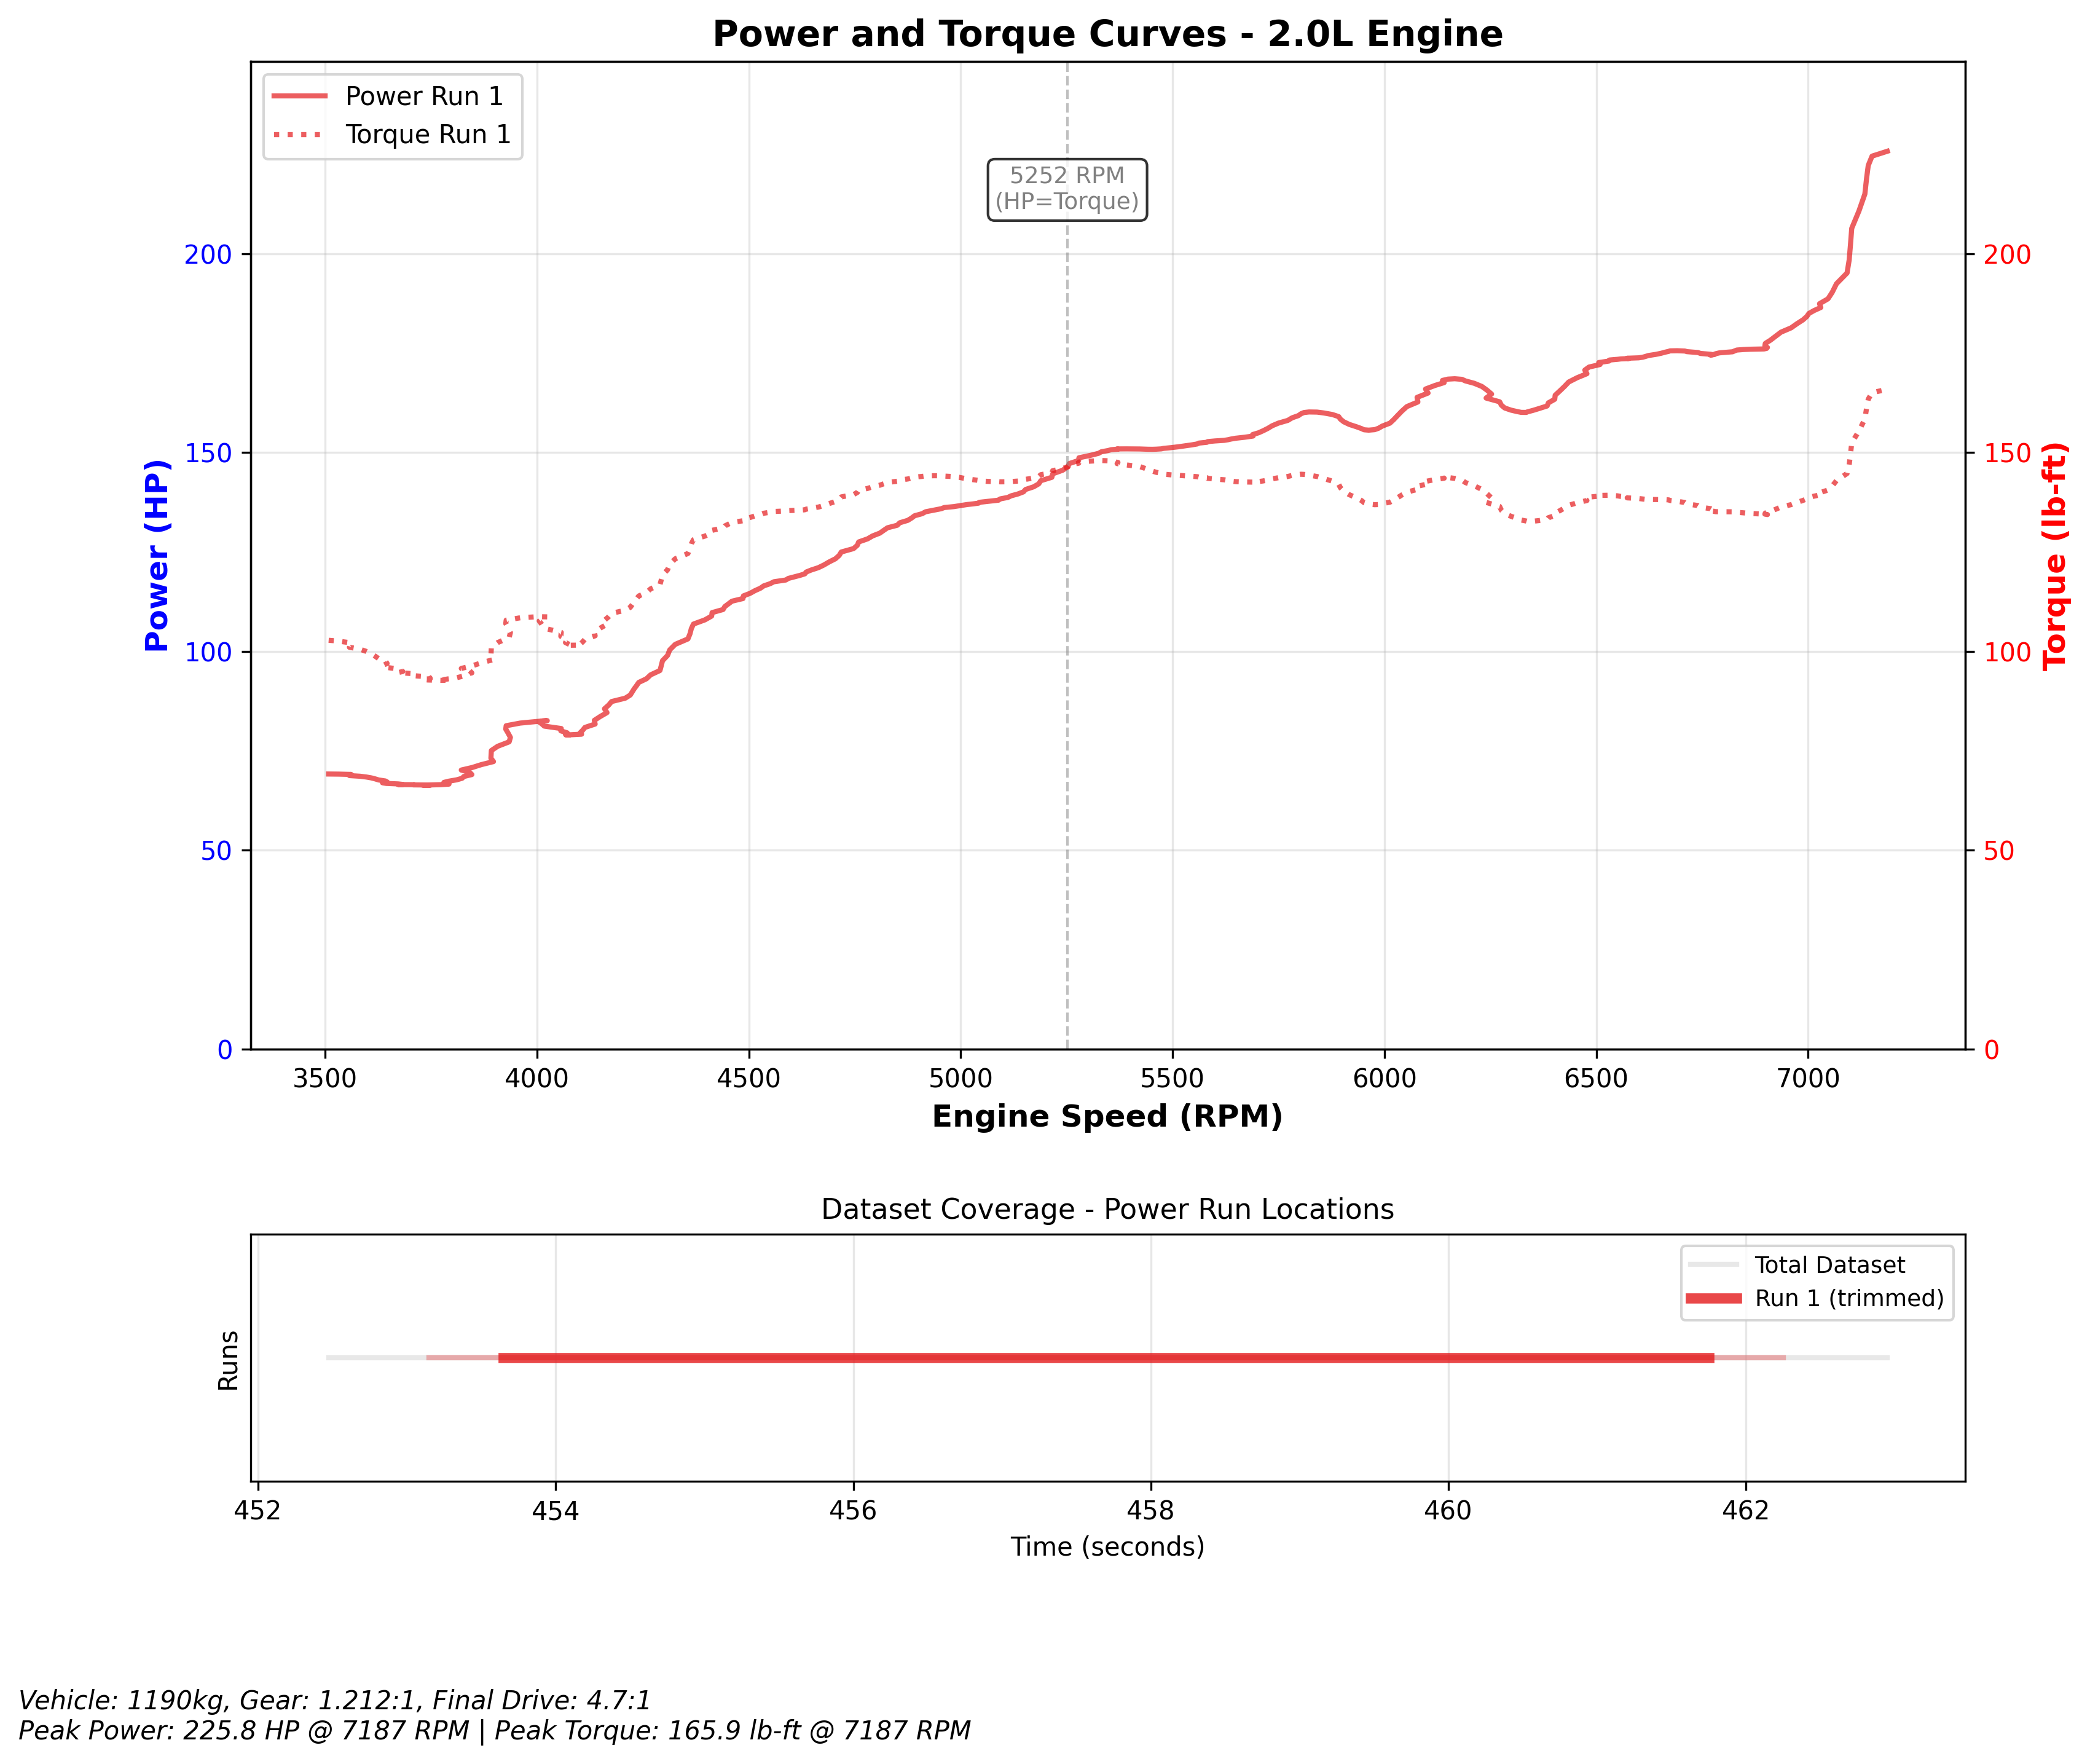 Power and Torque Curves - 2.0L Engine
Power Run 1
Torque Run 1
5252 RPM
(HP=Torque)
Power (HP)
200
150
100
50
0
200
150
100
50
0
Torque (lb-ft)
3500 4000 4500 5000 5500 6000 6500 7000
Engine Speed (RPM)
Dataset Coverage - Power Run Locations
Total Dataset
Run 1 (trimmed)
Runs
452 454 456 458 460 462
Time (seconds)
Vehicle: 1190kg, Gear: 1.212:1, Final Drive: 4.7:1
Peak Power: 225.8 HP @ 7187 RPM | Peak Torque: 165.9 lb-ft @ 7187 RPM